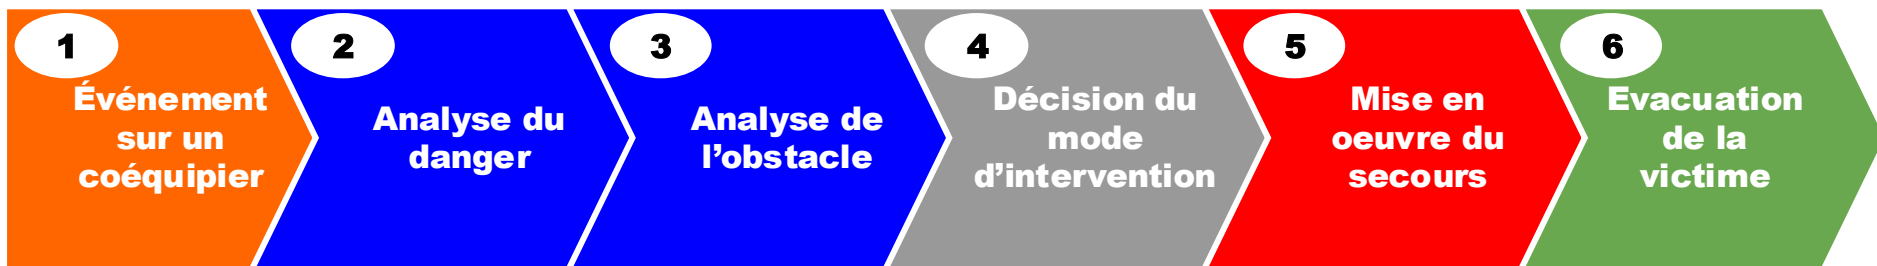 1
Événement
sur un
coéquipier
2
Analyse du
danger
3
Analyse de
l’obstacle
4
Décision du
mode
d’intervention
5
Mise en
oeuvre du
secours
6
Evacuation
de la
victime